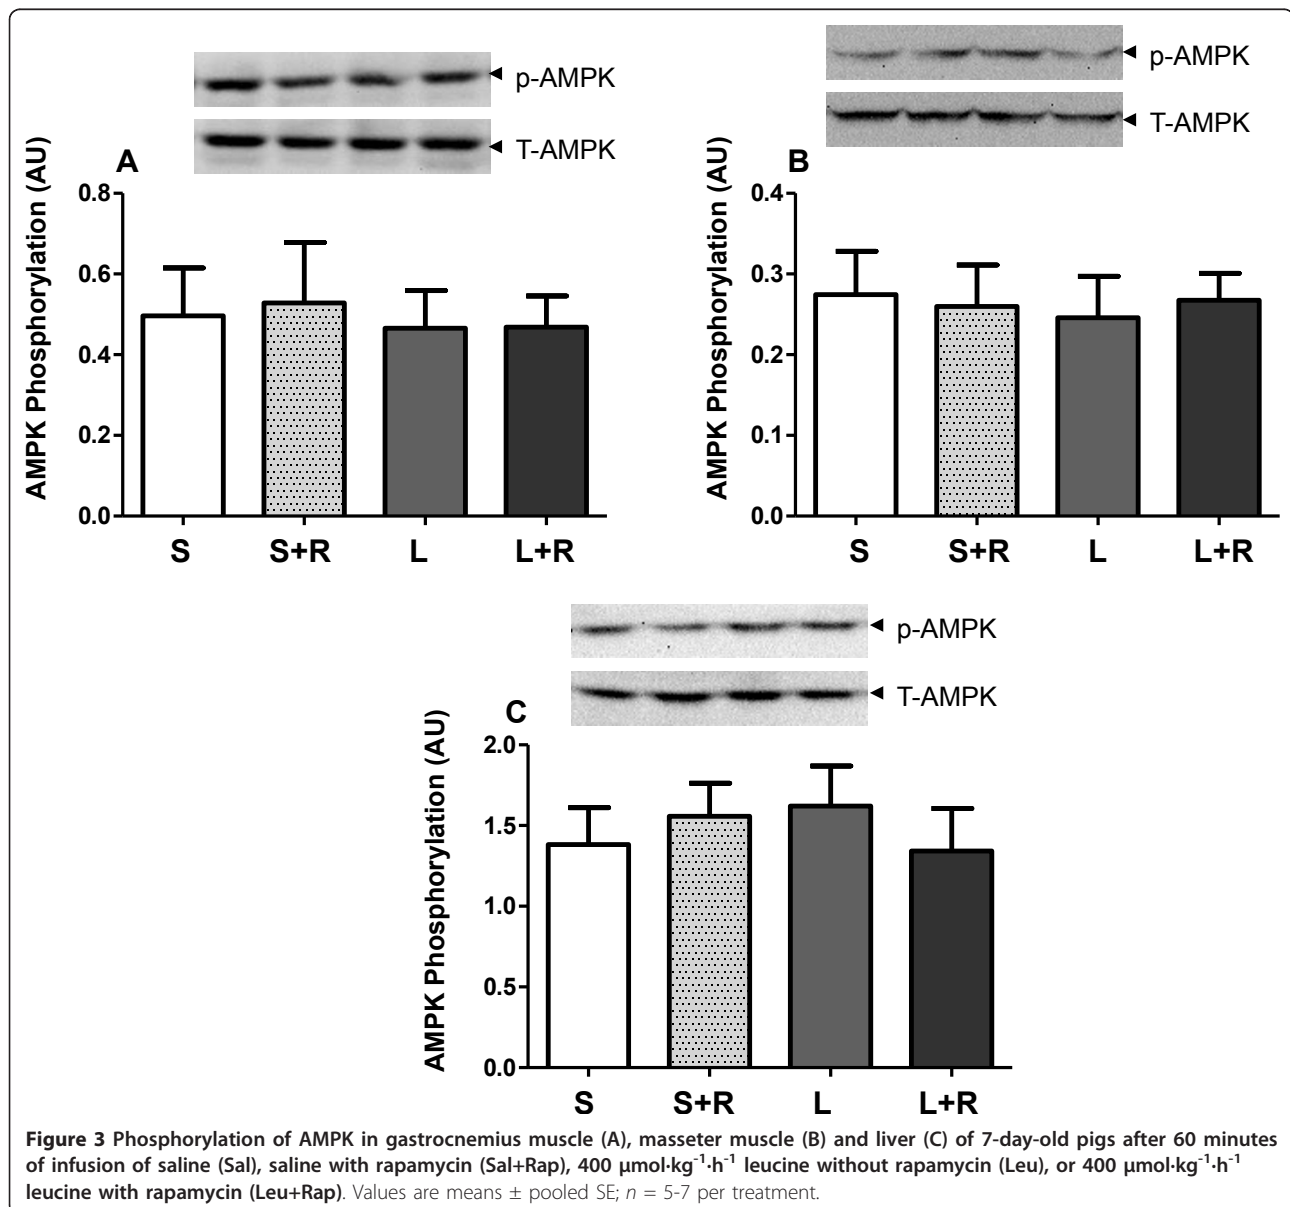 p-AMPK
T-AMPK
A
AMPK Phosphorylation (AU)
0.8
0.6
0.4
0.2
0.0
S S+R L L+R
p-AMPK
T-AMPK
B
AMPK Phosphorylation (AU)
0.4
0.3
0.2
0.1
0.0
S S+R L L+R
p-AMPK
T-AMPK
C
AMPK Phosphorylation (AU)
2.0
1.5
1.0
0.5
0.0
S S+R L L+R
Figure 3 Phosphorylation of AMPK in gastrocnemius muscle (A), masseter muscle (B) and liver (C) of 7-day-old pigs after 60 minutes
of infusion of saline (Sal), saline with rapamycin (Sal+Rap), 400 μmol·kg⁻¹·h⁻¹ leucine without rapamycin (Leu), or 400 μmol·kg⁻¹·h⁻¹
leucine with rapamycin (Leu+Rap). Values are means ± pooled SE; n = 5-7 per treatment.